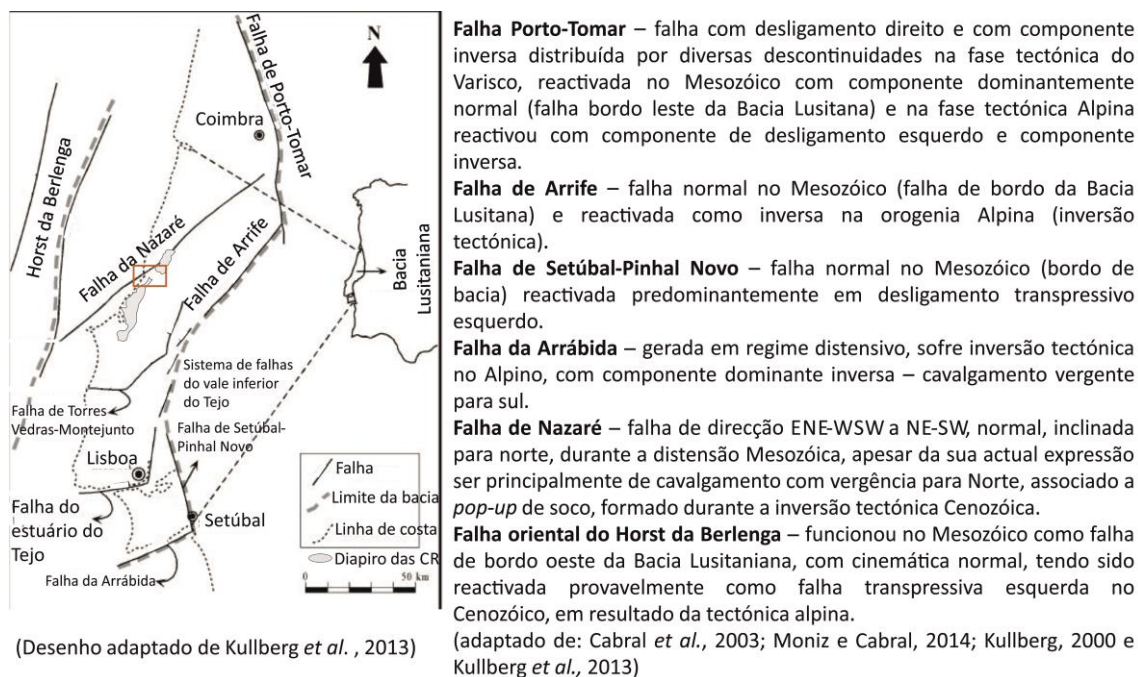 N
Falha de Porto-Tomar
Coimbra
Horst da Berlenga
Falha da Nazaré
Falha de Arrife
Bacia
Lusitaniana
Sistema de falhas
do vale inferior
do Tejo
Falha de Torres
Vedras-Montejunto
Falha de Setúbal-
Pinhal Novo
Lisboa
Falha do
estuário do
Tejo
Setúbal
Falha da Arrábida
Falha
Limite da bacia
Linha de costa
Diapiro das CR
0 50 km
(Desenho adaptado de Kullberg et al. , 2013)
Falha Porto-Tomar – falha com desligamento direito e com componente
inversa distribuída por diversas descontinuidades na fase tectónica do
Varisco, reactivada no Mesozóico com componente dominantemente
normal (falha bordo leste da Bacia Lusitana) e na fase tectónica Alpina
reactivou com componente de desligamento esquerdo e componente
inversa.
Falha de Arrife – falha normal no Mesozóico (falha de bordo da Bacia
Lusitana) e reactivada como inversa na orogenia Alpina (inversão
tectónica).
Falha de Setúbal-Pinhal Novo – falha normal no Mesozóico (bordo de
bacia) reactivada predominantemente em desligamento transpressivo
esquerdo.
Falha da Arrábida – gerada em regime distensivo, sofre inversão tectónica
no Alpino, com componente dominante inversa – cavalgamento vergente
para sul.
Falha de Nazaré – falha de direcção ENE-WSW a NE-SW, normal, inclinada
para norte, durante a distensão Mesozóica, apesar da sua actual expressão
ser principalmente de cavalgamento com vergência para Norte, associado a
pop-up de soco, formado durante a inversão tectónica Cenozóica.
Falha oriental do Horst da Berlenga – funcionou no Mesozóico como falha
de bordo oeste da Bacia Lusitaniana, com cinemática normal, tendo sido
reactivada provavelmente como falha transpressiva esquerda no
Cenozóico, em resultado da tectónica alpina.
(adaptado de: Cabral et al., 2003; Moniz e Cabral, 2014; Kullberg, 2000 e
Kullberg et al., 2013)